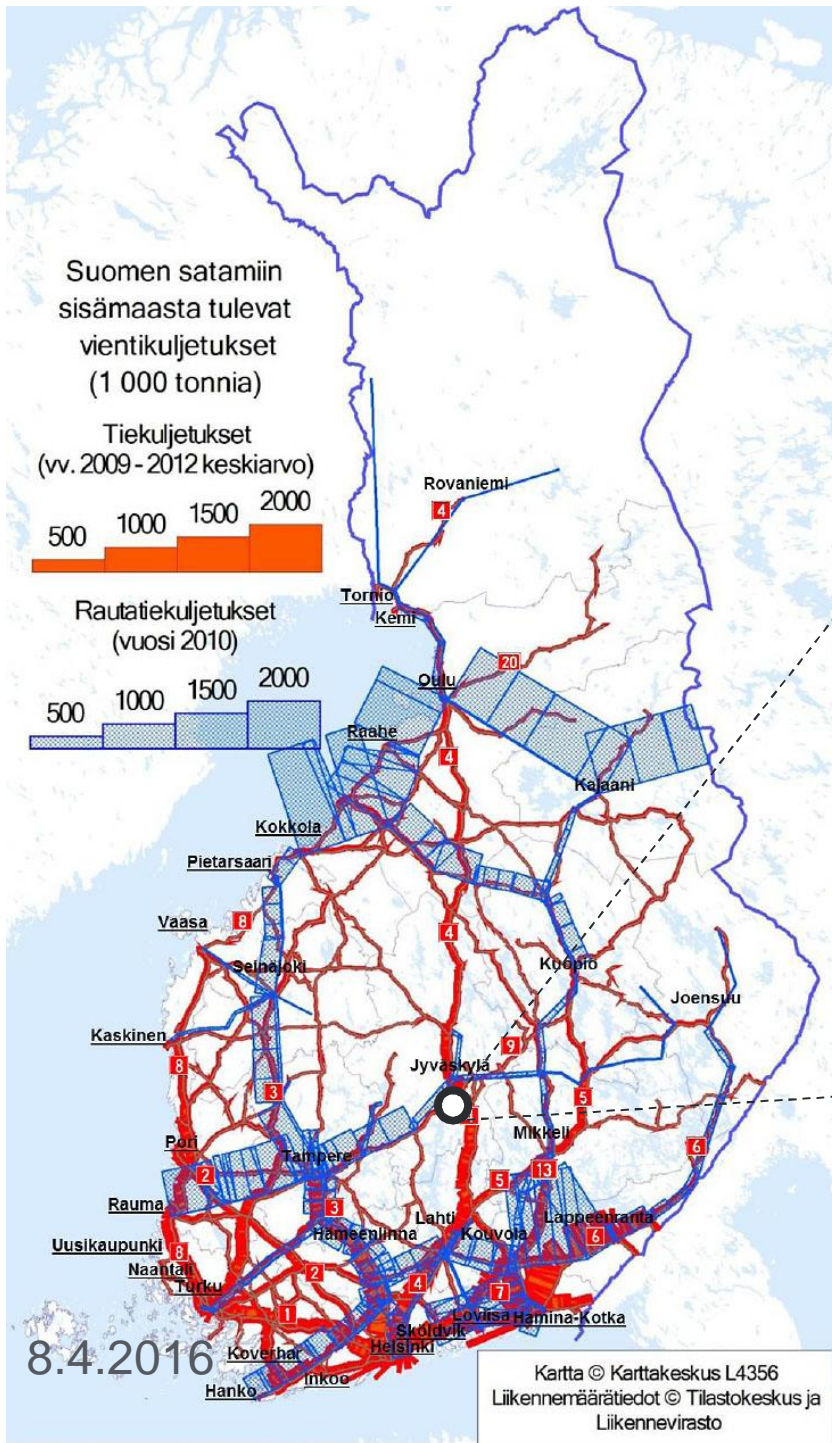 Suomen satamiin
sisämaasta tulevat
vientikuljetukset
(1 000 tonnia)
Tiekuljetukset
(vv. 2009 - 2012 keskiarvo)
500 1000 1500 2000
Rautatiekuljetukset
(vuosi 2010)
500 1000 1500 2000
Rovaniemi
4
Tornio
Kemi
20
Oulu
Raahe
4
Kajaani
Kokkola
Pietarsaari
8
Vaasa
4
Seinäjoki
Kuopio
Joensuu
Kaskinen
9
Jyväskylä
8
3
5
Mikkeli
Pori
6
Tampere
2
13
5
Rauma
3
Lahti
Lappeenranta
Hämeenlinna
Kouvola
6
Uusikaupunki
8
Naantali
2
4
Turku
7
1
Loviisa
Hamina-Kotka
Sköldvik
Helsinki
8.4.2016
Koverhar
Inkoo
Hanko
Kartta © Karttakeskus L4356
Liikennemäärätiedot © Tilastokeskus ja
Liikennevirasto